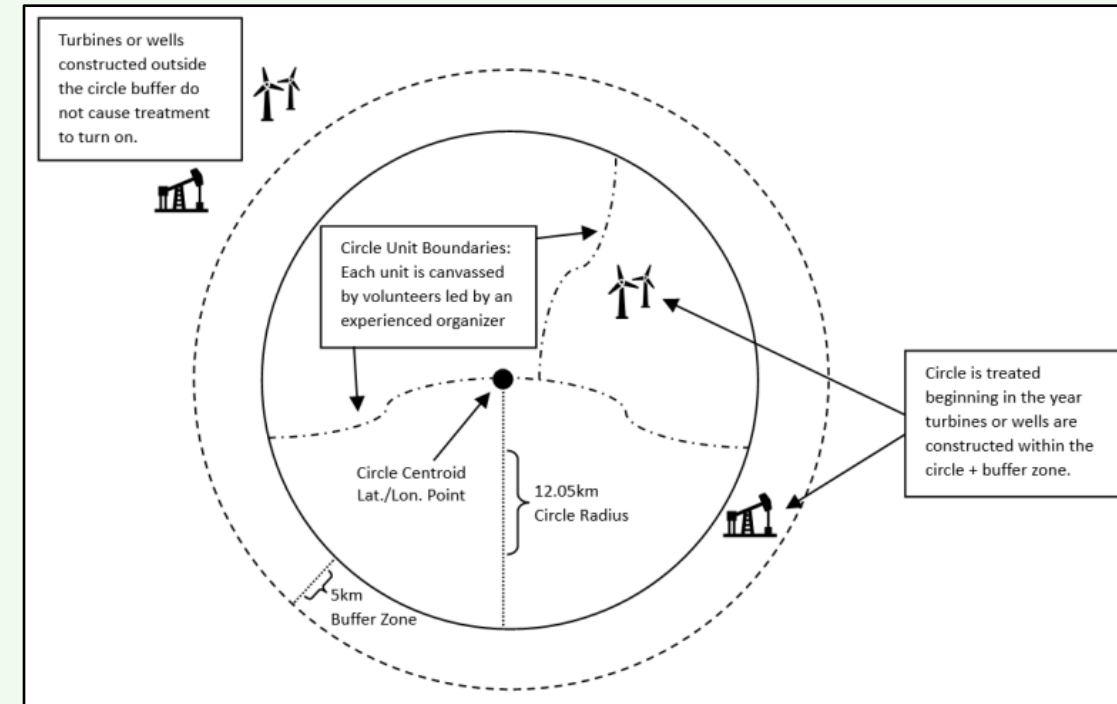 Turbines or wells
constructed outside
the circle buffer do
not cause treatment
to turn on.
Circle Unit Boundaries:
Each unit is canvassed
by volunteers led by an
experienced organizer
Circle is treated
beginning in the year
turbines or wells are
constructed within the
circle + buffer zone.
Circle Centroid
Lat./Lon. Point
12.05km
Circle Radius
5km
Buffer Zone